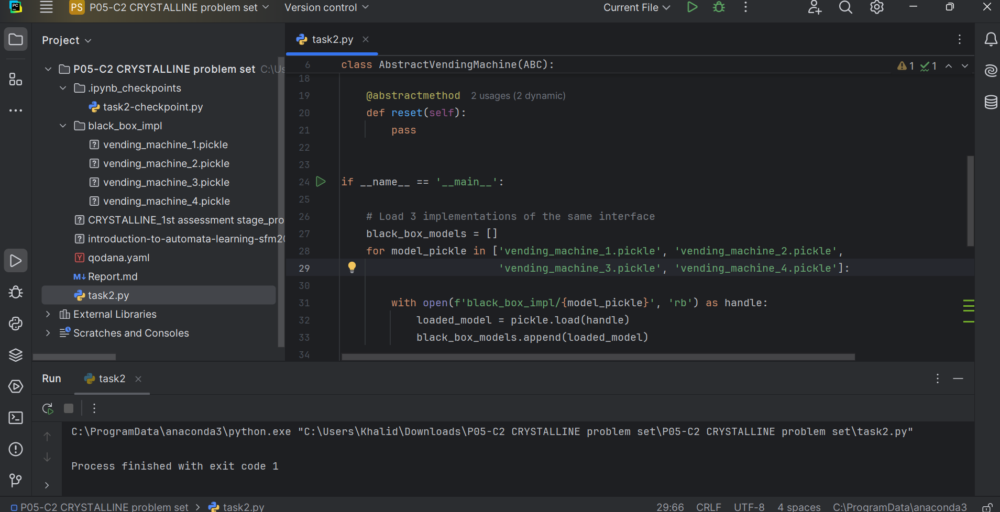 PC
PS P05-C2 CRYSTALLINE problem set Version control Current File
Project
P05-C2 CRYSTALLINE problem set C:\Us
.ipynb_checkpoints
task2-checkpoint.py
black_box_impl
vending_machine_1.pickle
vending_machine_2.pickle
vending_machine_3.pickle
vending_machine_4.pickle
CRYSTALLINE_1st assessment stage_pro
introduction-to-automata-learning-sfm20
qodana.yaml
Report.md
task2.py
External Libraries
Scratches and Consoles
task2.py
6 class AbstractVendingMachine(ABC): 1 1
18
19 @abstractmethod 2 usages (2 dynamic)
20 def reset(self):
21 pass
22
23
24 if __name__ == '__main__':
25
26 # Load 3 implementations of the same interface
27 black_box_models = []
28 for model_pickle in ['vending_machine_1.pickle', 'vending_machine_2.pickle',
29 'vending_machine_3.pickle', 'vending_machine_4.pickle']:
30
31 with open(f'black_box_impl/{model_pickle}', 'rb') as handle:
32 loaded_model = pickle.load(handle)
33 black_box_models.append(loaded_model)
34
Run task2
C:\ProgramData\anaconda3\python.exe "C:\Users\Khalid\Downloads\P05-C2 CRYSTALLINE problem set\P05-C2 CRYSTALLINE problem set\task2.py"
Process finished with exit code 1
P05-C2 CRYSTALLINE problem set > task2.py 29:66 CRLF UTF-8 4 spaces C:\ProgramData\anaconda3